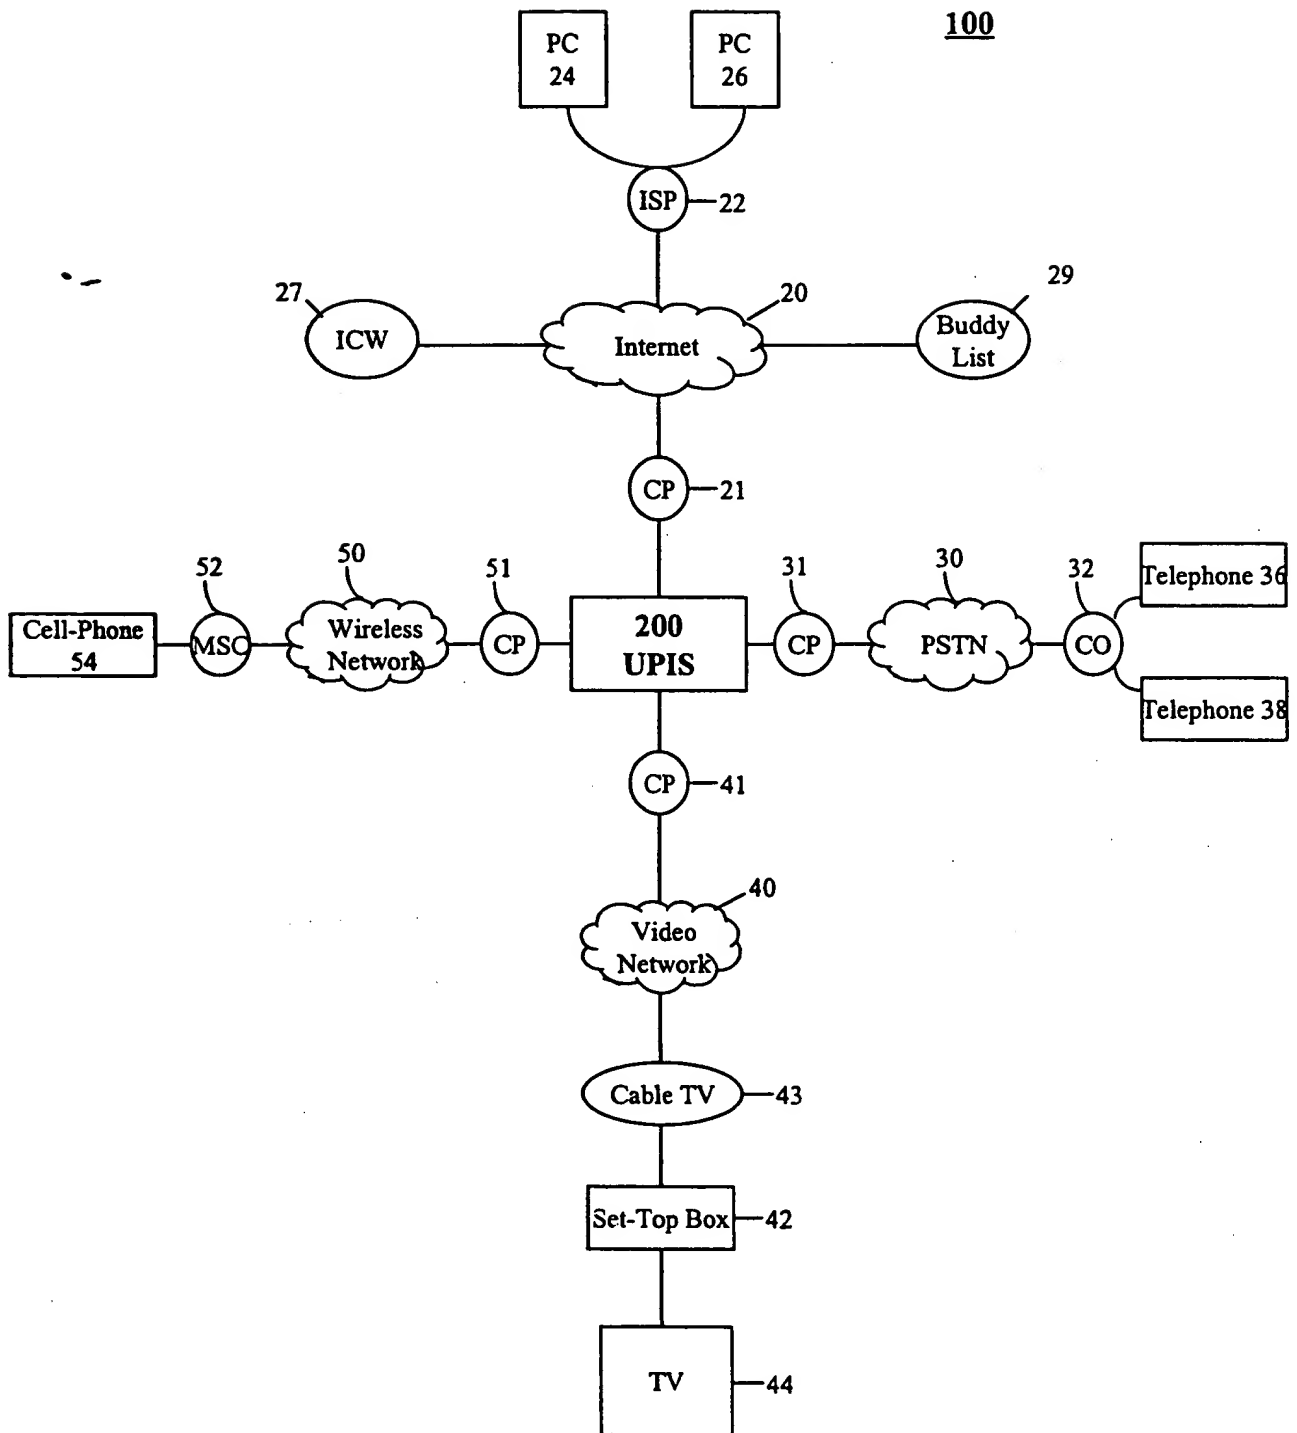 100
PC
24
PC
26
ISP
22
27
20
29
ICW
Internet
Buddy
List
CP
21
52
50
51
31
30
32
Telephone 36
Cell-Phone
54
MSC
Wireless
Network
CP
200
UPIS
CP
PSTN
CO
Telephone 38
CP
41
40
Video
Network
Cable TV
43
Set-Top Box
42
TV
44